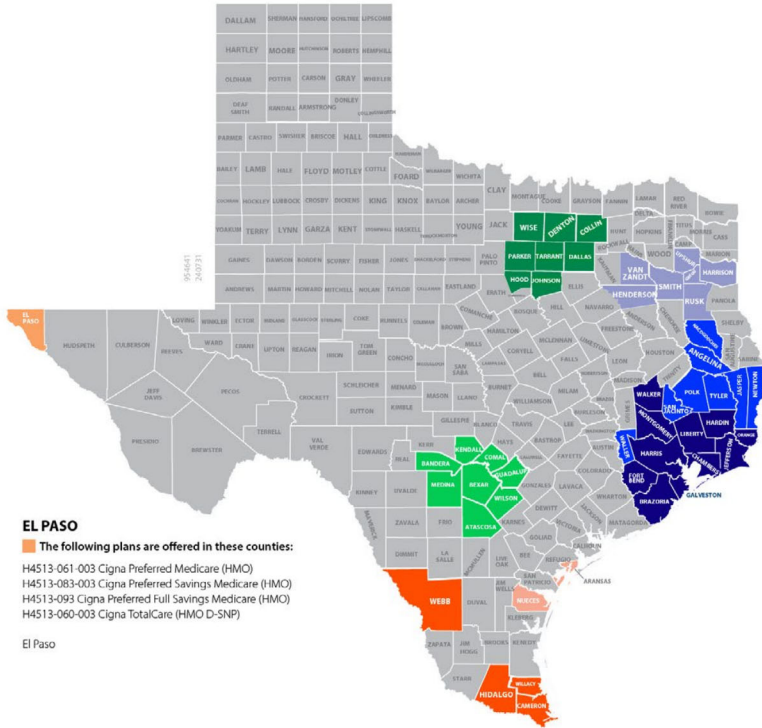 DALLAM SHERMAN HANSFORD OCHILTREE LIPSCOMB
HARTLEY MOORE HUTCHINSON ROBERTS HEMPHILL
OLDHAM POTTER CARSON GRAY WHEELER
DEAF SMITH RANDALL ARMSTRONG DONLEY
PARMER CASTRO SWISHER BRISCOE HALL
BAILEY LAMB HALE FLOYD MOTLEY COTTLE FOARD WICHITA
HOCKLEY LUBBOCK CROSBY DICKENS KING KNOX BAYLOR ARCHER CLAY MONTAGUE COOKE GRAYSON FANNIN LAMAR RED RIVER BOWIE
YOAKUM TERRY LYNN GARZA KENT HASKELL YOUNG JACK WISE DENTON COLLIN HUNT DELTA HOPKINS TITUS MORRIS CASS
954641
240731
GAINES DAWSON BORDEN SCURRY FISHER JONES PALO PINTO PARKER TARRANT DALLAS ROCKWALL WOOD CAMP UPSHUR MARION
ANDREWS MARTIN HOWARD MITCHELL NOLAN TAYLOR EASTLAND ERATH HOOD JOHNSON ELLIS VAN ZANDT SMITH HARRISON
EL PASO HUDSPETH CULBERSON REEVES LOVING WINKLER ECTOR COKE RUNNELS BROWN COMANCHE BOSQUE HILL NAVARRO HENDERSON RUSK PANOLA
WARD CRANE UPTON REAGAN IRION TOM GREEN CONCHO MILLS HAMILTON MCLENNAN LIMESTONE FREESTONE ANDERSON CHEROKEE SHELBY
JEFF DAVIS PECOS CROCKETT SCHLEICHER MENARD SAN SABA CORYELL FALLS LEON HOUSTON ANGELINA SABINE
PRESIDIO BREWSTER TERRELL SUTTON KIMBLE MASON LLANO BURNET BELL MILAM MADISON TRINITY WALKER POLK TYLER JASPER NEWTON
VAL VERDE EDWARDS KERR GILLESPIE BLANCO WILLIAMSON TRAVIS LEE GRIMES MONTGOMERY SAN JACINTO LIBERTY HARDIN ORANGE
REAL BANDERA KENDALL COMAL HAYS BASTROP FAYETTE AUSTIN WALLER HARRIS CHAMBERS JEFFERSON
KINNEY UVALDE MEDINA BEXAR GUADALUPE GONZALES LAVACA COLORADO FORT BEND GALVESTON
MAVERICK ZAVALA FRIO ATASCOSA WILSON KARNES DEWITT WHARTON BRAZORIA
DIMMIT LA SALLE MCMULLEN LIVE OAK BEE GOLIAD VICTORIA JACKSON MATAGORDA
REFUGIO CALHOUN ARANSAS
WEBB DUVAL JIM WELLS SAN PATRICIO NUECES KLEBERG
ZAPATA JIM HOGG BROOKS KENEDY
STARR HIDALGO WILLACY CAMERON
EL PASO
The following plans are offered in these counties:
H4513-061-003 Cigna Preferred Medicare (HMO)
H4513-083-003 Cigna Preferred Savings Medicare (HMO)
H4513-093 Cigna Preferred Full Savings Medicare (HMO)
H4513-060-003 Cigna TotalCare (HMO D-SNP)
El Paso